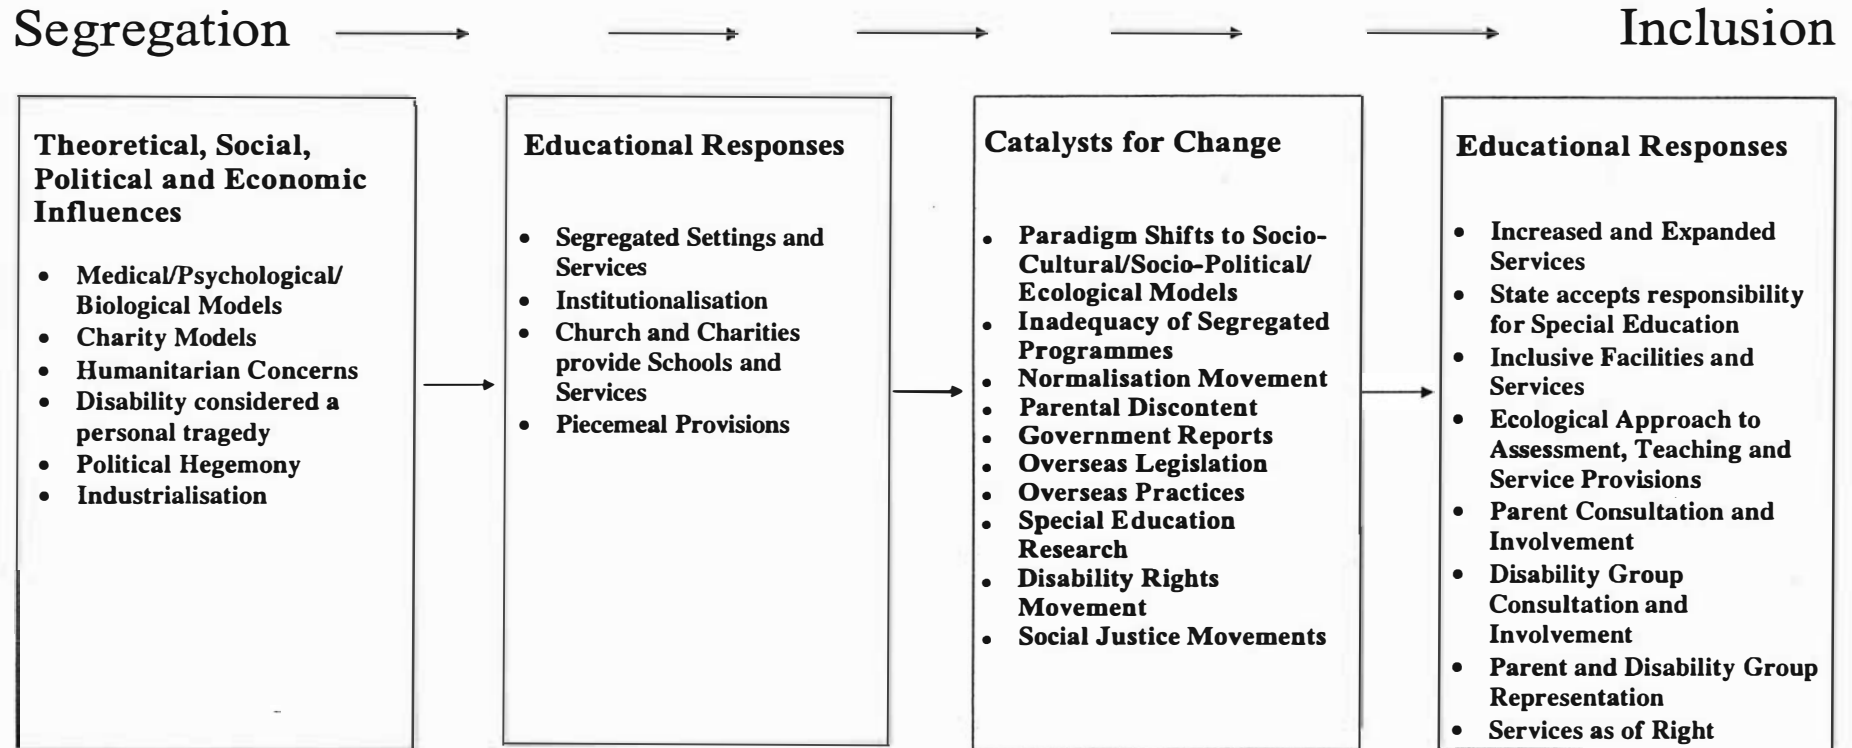 Segregation
Inclusion
Theoretical, Social,
Political and Economic
Influences
• Medical/Psychological/
Biological Models
• Charity Models
• Humanitarian Concerns
• Disability considered a
personal tragedy
• Political Hegemony
• Industrialisation
Educational Responses
• Segregated Settings and
Services
• Institutionalisation
• Church and Charities
provide Schools and
Services
• Piecemeal Provisions
Catalysts for Change
• Paradigm Shifts to Socio-
Cultural/Socio-Political/
Ecological Models
• Inadequacy of Segregated
Programmes
• Normalisation Movement
• Parental Discontent
• Government Reports
• Overseas Legislation
• Overseas Practices
• Special Education
Research
• Disability Rights
Movement
• Social Justice Movements
Educational Responses
• Increased and Expanded
Services
• State accepts responsibility
for Special Education
• Inclusive Facilities and
Services
• Ecological Approach to
Assessment, Teaching and
Service Provisions
• Parent Consultation and
Involvement
• Disability Group
Consultation and
Involvement
• Parent and Disability Group
Representation
• Services as of Right